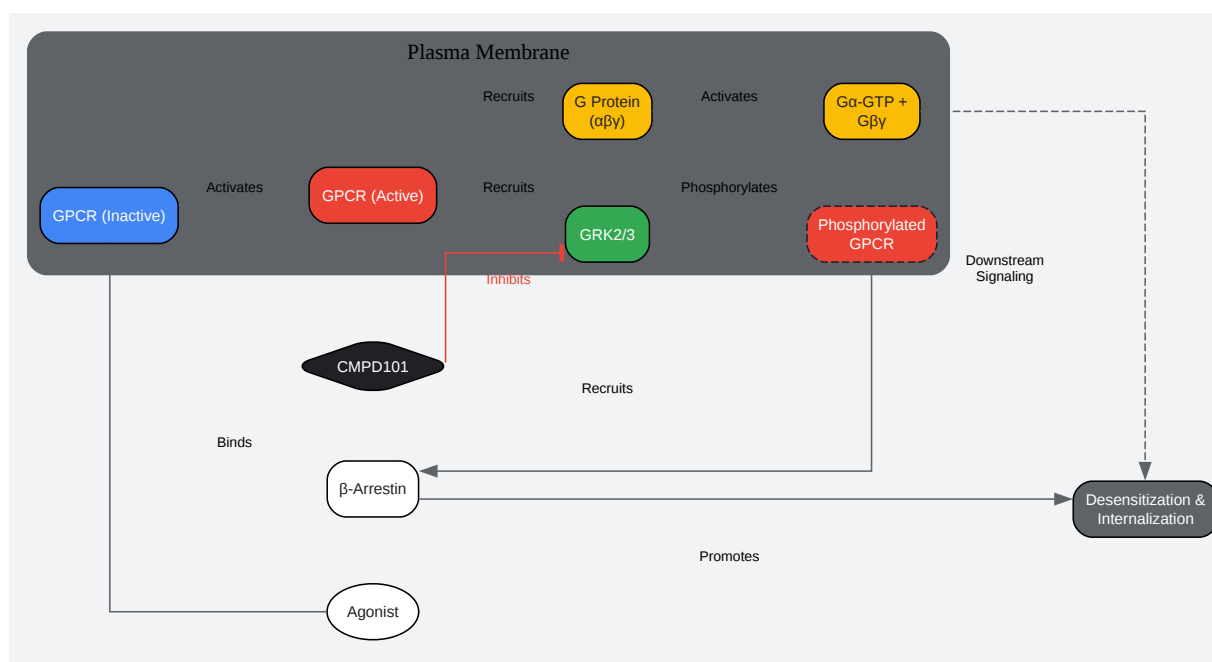 Plasma Membrane
Recruits
G Protein
(αβγ)
Activates
Gα-GTP +
Gβγ
GPCR (Inactive)
Activates
GPCR (Active)
Recruits
GRK2/3
Phosphorylates
Phosphorylated
GPCR
Inhibits
Downstream
Signaling
CMPD101
Recruits
Binds
β-Arrestin
Desensitization &
Internalization
Promotes
Agonist